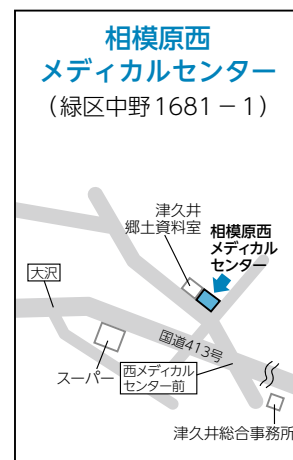 相模原西
メディカルセンター
（緑区中野1681－1）
津久井
郷土資料室
相模原西
メディカル
センター
大沢
国道413号
スーパー
西メディカル
センター前
津久井総合事務所